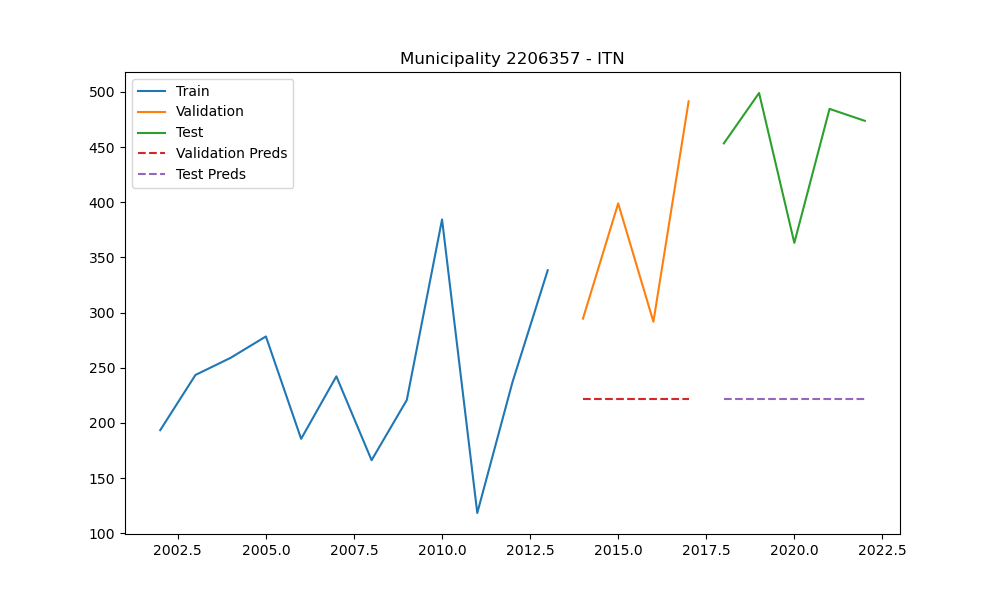 Municipality 2206357 - ITN
Train
Validation
Test
Validation Preds
Test Preds
500
450
400
350
300
250
200
150
100
2002.5 2005.0 2007.5 2010.0 2012.5 2015.0 2017.5 2020.0 2022.5